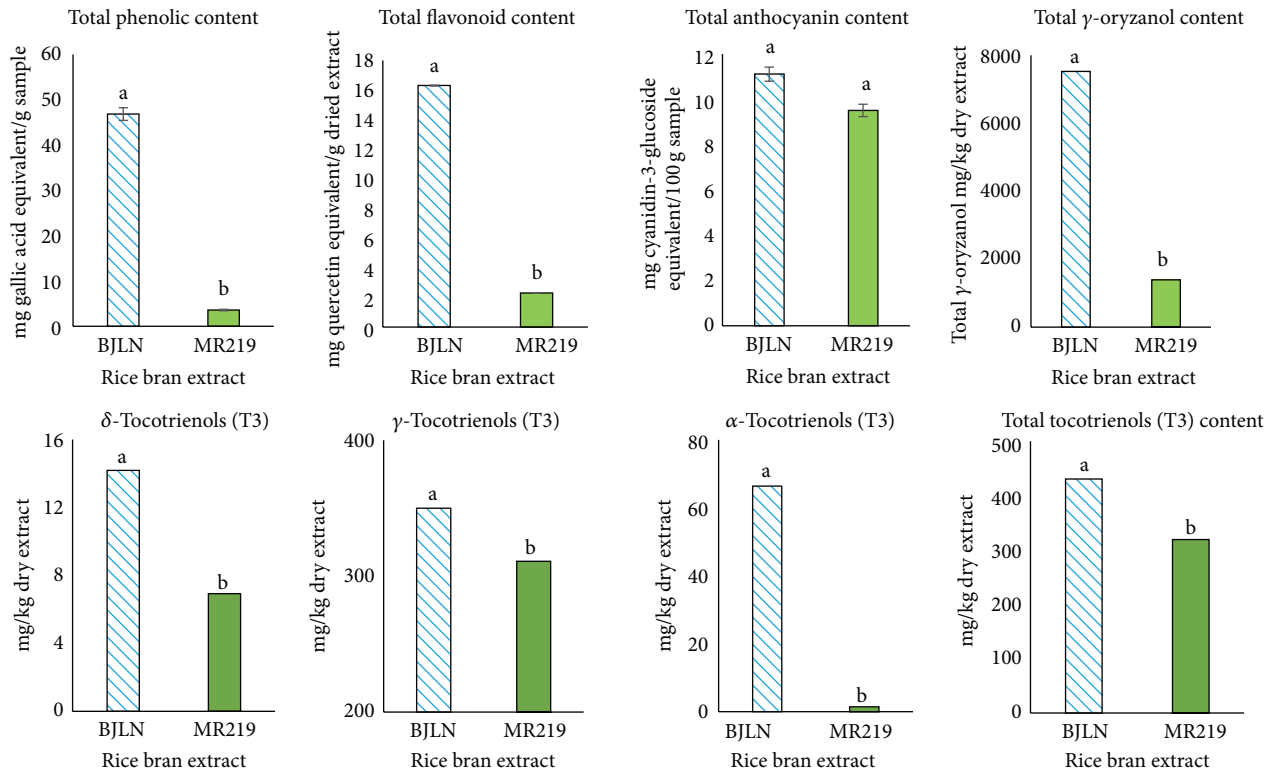 Total phenolic content
mg gallic acid equivalent/g sample
60
50
40
30
20
10
0
a
b
BJLN
MR219
Rice bran extract
Total flavonoid content
mg quercetin equivalent/g dried extract
18
16
14
12
10
8
6
4
2
0
a
b
BJLN
MR219
Rice bran extract
Total anthocyanin content
mg cyanidin-3-glucoside
equivalent/100 g sample
12
10
8
6
4
2
0
a
a
BJLN
MR219
Rice bran extract
Total γ-oryzanol content
Total γ-oryzanol mg/kg dry extract
8000
6000
4000
2000
0
a
b
BJLN
MR219
Rice bran extract
δ-Tocotrienols (T3)
mg/kg dry extract
16
12
8
4
0
a
b
BJLN
MR219
Rice bran extract
γ-Tocotrienols (T3)
mg/kg dry extract
400
300
200
a
b
BJLN
MR219
Rice bran extract
α-Tocotrienols (T3)
mg/kg dry extract
80
60
40
20
0
a
b
BJLN
MR219
Rice bran extract
Total tocotrienols (T3) content
mg/kg dry extract
500
400
300
200
100
0
a
b
BJLN
MR219
Rice bran extract